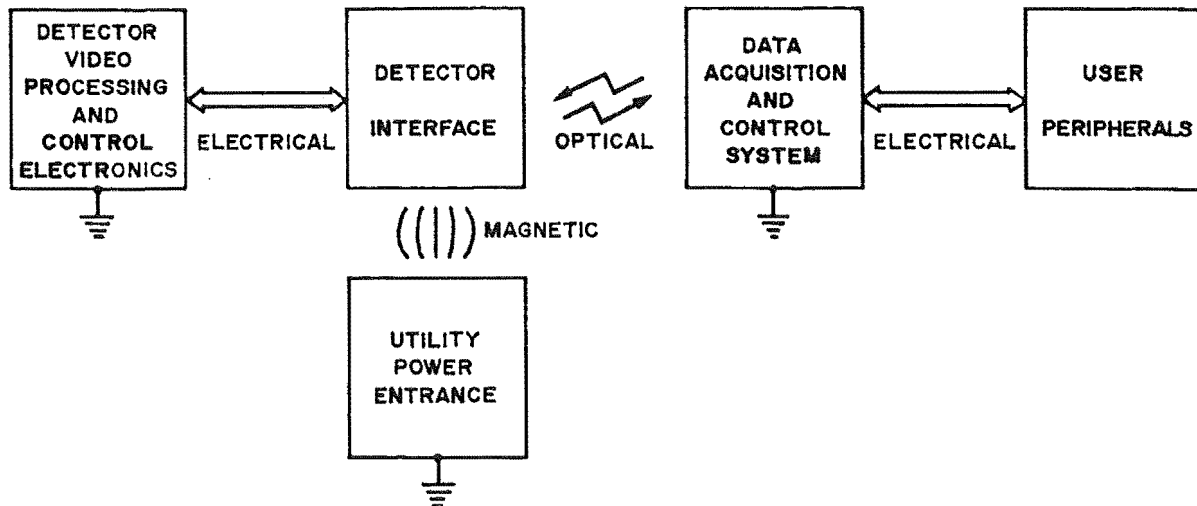 DETECTOR
VIDEO
PROCESSING
AND
CONTROL
ELECTRONICS
ELECTRICAL
DETECTOR
INTERFACE
OPTICAL
DATA
ACQUISITION
AND
CONTROL
SYSTEM
ELECTRICAL
USER
PERIPHERALS
MAGNETIC
UTILITY
POWER
ENTRANCE